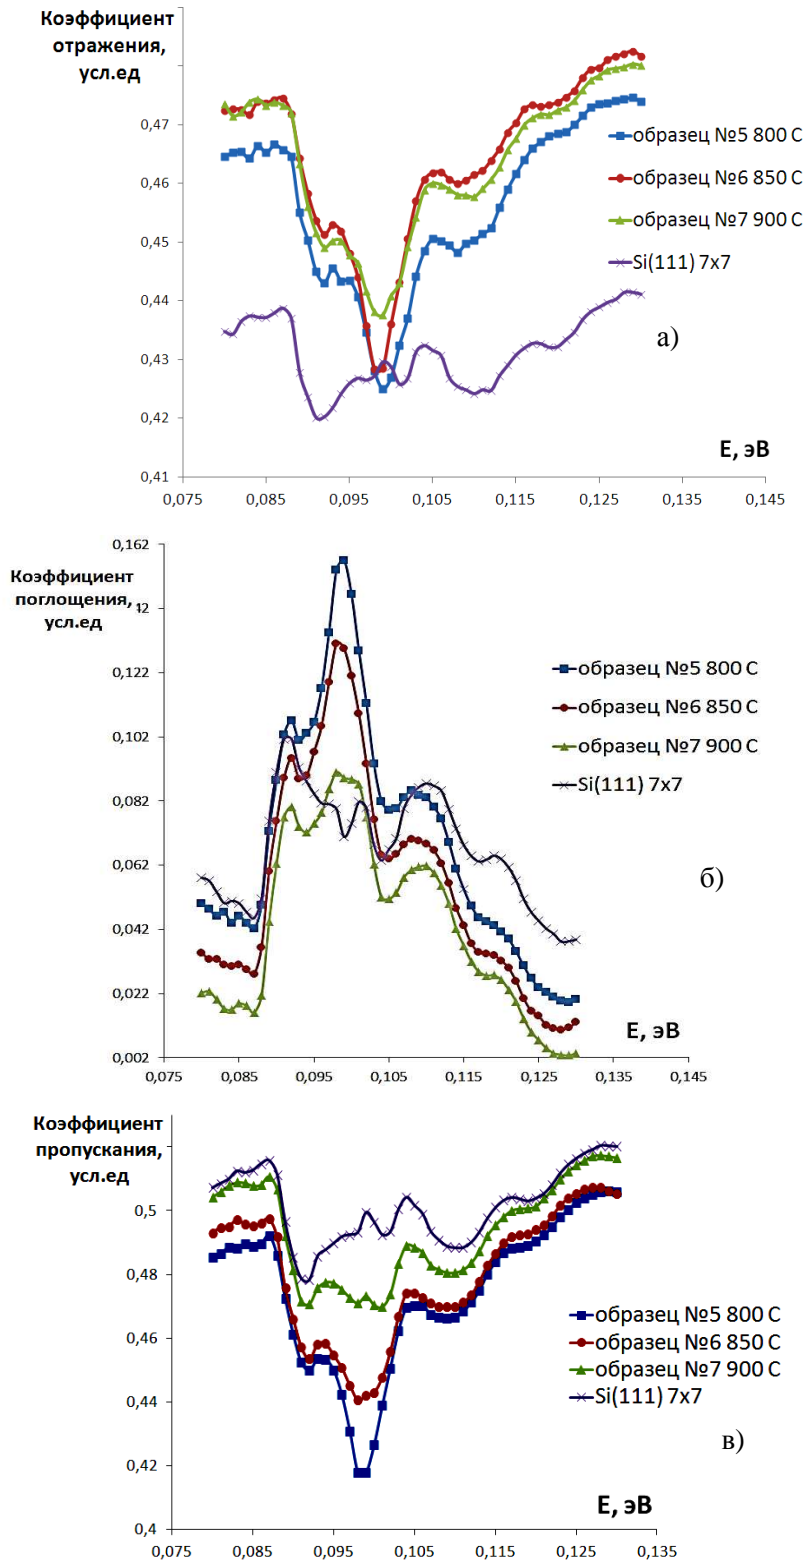 Коэффициент
отражения,
усл.ед
0,47
0,46
0,45
0,44
0,43
0,42
0,41
образец №5 800 С
образец №6 850 С
образец №7 900 С
Si(111) 7x7
а)
E, эВ
0,075 0,085 0,095 0,105 0,115 0,125 0,135 0,145
0,162
Коэффициент
поглощения,
усл.ед
42
0,122
0,102
0,082
0,062
0,042
0,022
0,002
образец №5 800 С
образец №6 850 С
образец №7 900 С
Si(111) 7x7
б)
E, эВ
0,075 0,085 0,095 0,105 0,115 0,125 0,135 0,145
Коэффициент
пропускания,
усл.ед
0,5
0,48
0,46
0,44
0,42
0,4
образец №5 800 С
образец №6 850 С
образец №7 900 С
Si(111) 7x7
в)
E, эВ
0,075 0,085 0,095 0,105 0,115 0,125 0,135